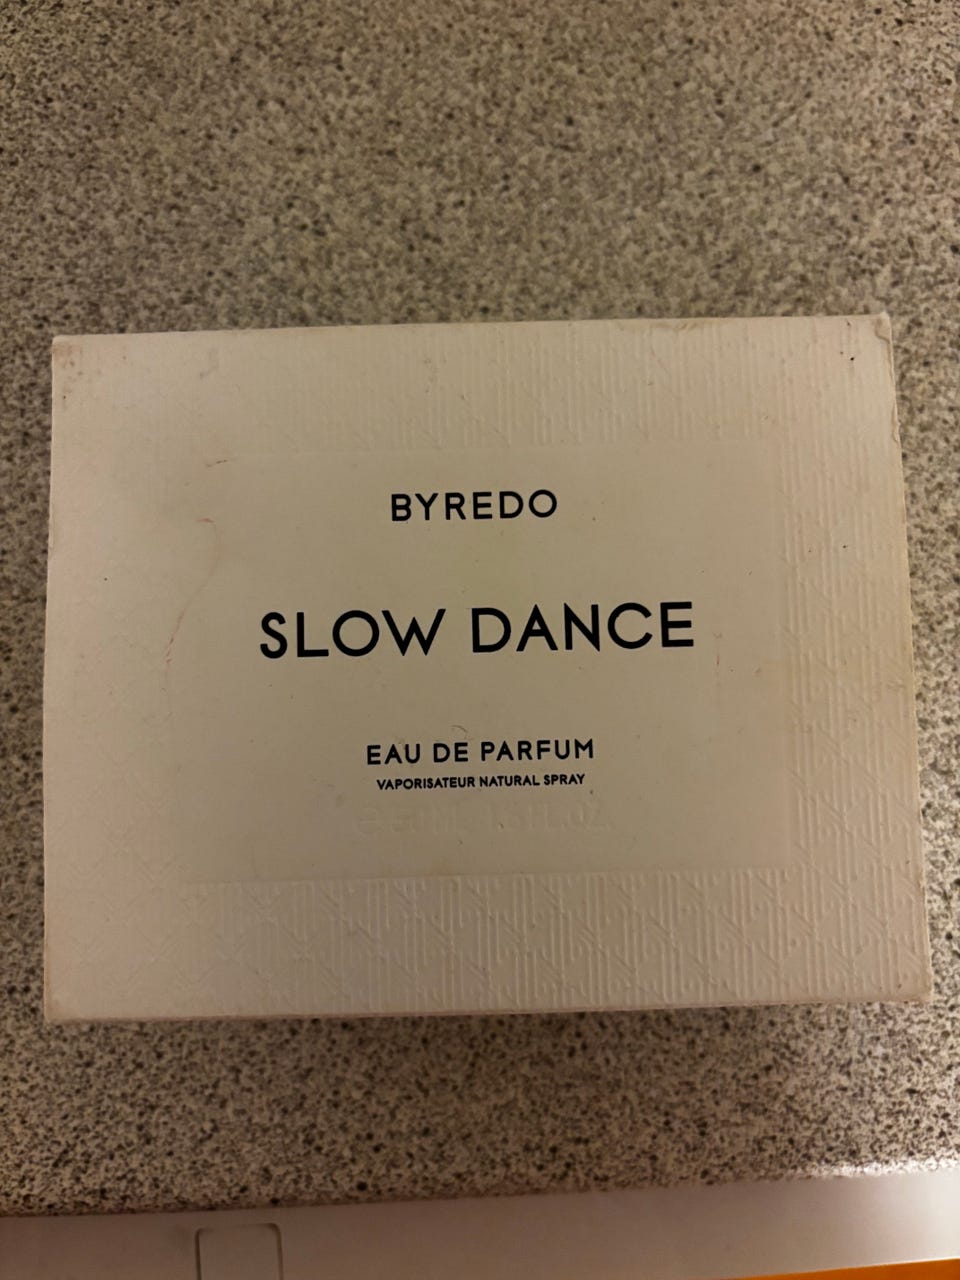 BYREDO
SLOW DANCE
EAU DE PARFUM
VAPORISATEUR NATURAL SPRAY